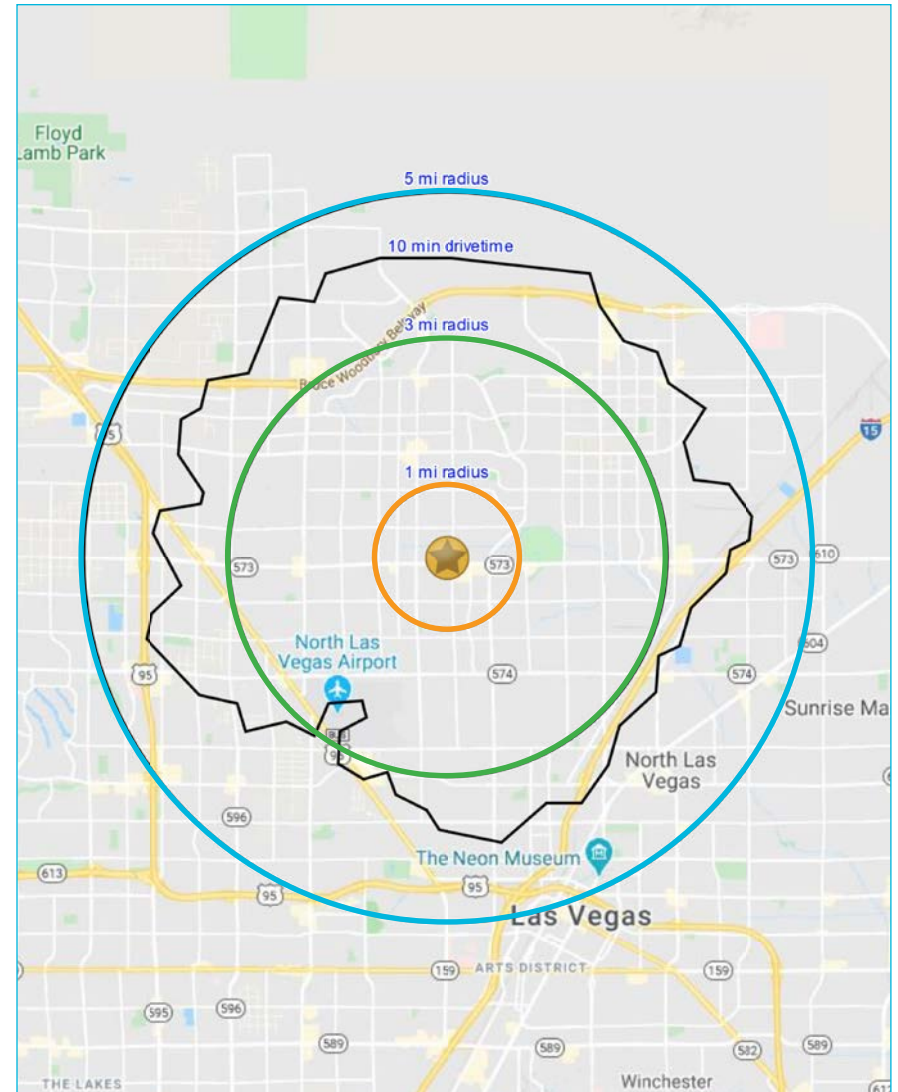 Floyd
Lamb Park
5 mi radius
10 min drivetime
3 mi radius
Bruce Woodbury Beltway
95
15
1 mi radius
573
573
573
610
North Las
Vegas Airport
604
95
574
574
Sunrise Ma
95
North Las
Vegas
596
The Neon Museum
613
95
95
Las Vegas
159
ARTS DISTRICT
159
595
596
589
589
582
589
THE LAKES
Winchester
612